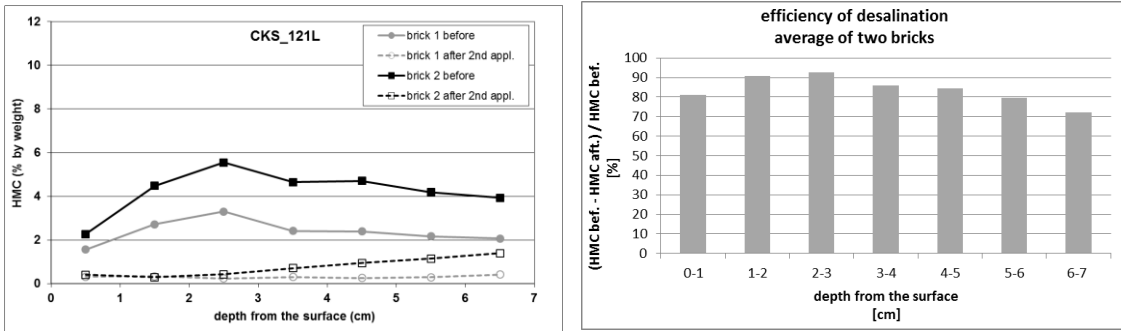 CKS_121L
brick 1 before
brick 1 after 2nd appl.
brick 2 before
brick 2 after 2nd appl.
HMC (% by weight)
12
10
8
6
4
2
0
0 1 2 3 4 5 6 7
depth from the surface (cm)
efficiency of desalination
average of two bricks
(HMC bef. - HMC aft.) / HMC bef.
[%]
100
90
80
70
60
50
40
30
20
10
0
0-1 1-2 2-3 3-4 4-5 5-6 6-7
depth from the surface
[cm]